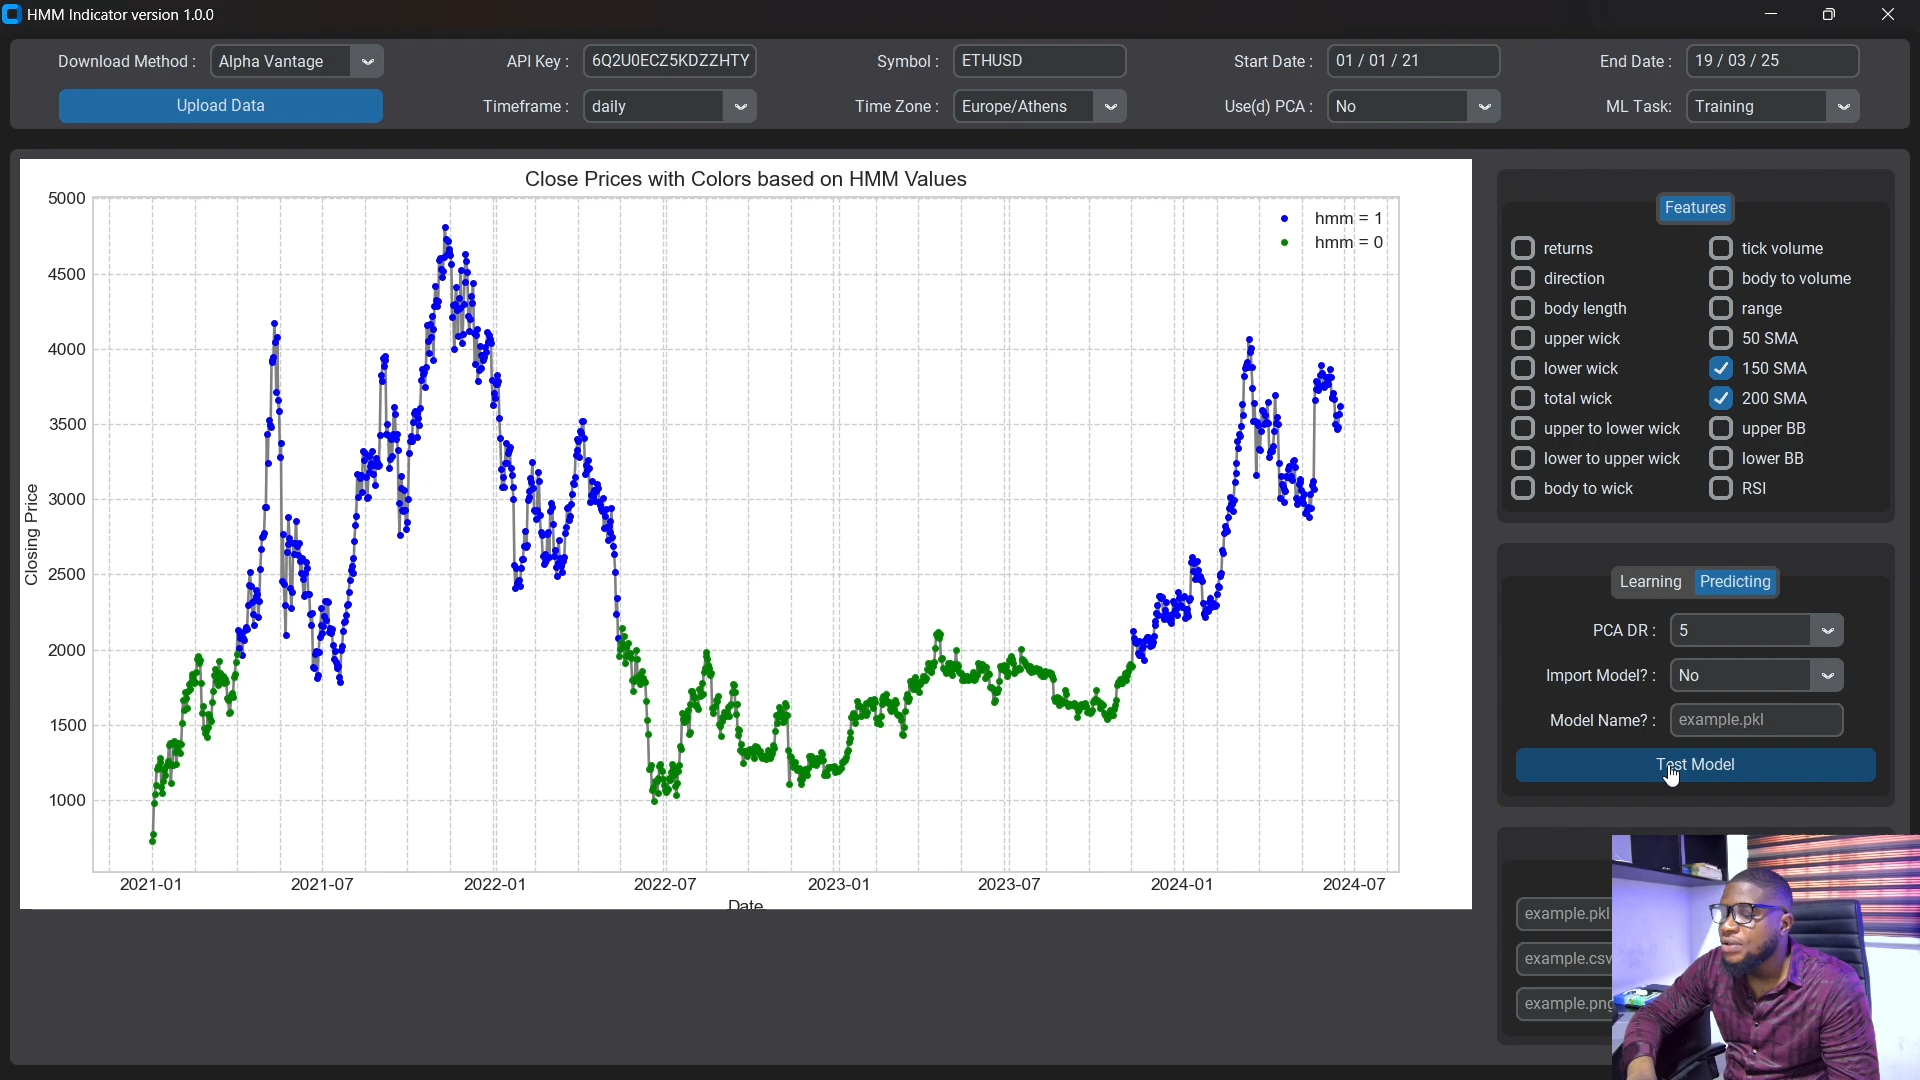 HMM Indicator version 1.0.0
Download Method : Alpha Vantage API Key : 6Q2U0ECZ5KDZZHTY Symbol : ETHUSD Start Date : 01 / 01 / 21 End Date : 19 / 03 / 25
Upload Data Timeframe : daily Time Zone : Europe/Athens Use(d) PCA : No ML Task: Training
Close Prices with Colors based on HMM Values
5000
4500
4000
3500
3000
2500
2000
1500
1000
Closing Price
hmm = 1
hmm = 0
2021-01 2021-07 2022-01 2022-07 2023-01 2023-07 2024-01 2024-07
Date
Features
returns tick volume
direction body to volume
body length range
upper wick 50 SMA
lower wick 150 SMA
total wick 200 SMA
upper to lower wick upper BB
lower to upper wick lower BB
body to wick RSI
Learning Predicting
PCA DR : 5
Import Model? : No
Model Name? : example.pkl
Test Model
example.pkl
example.csv
example.png